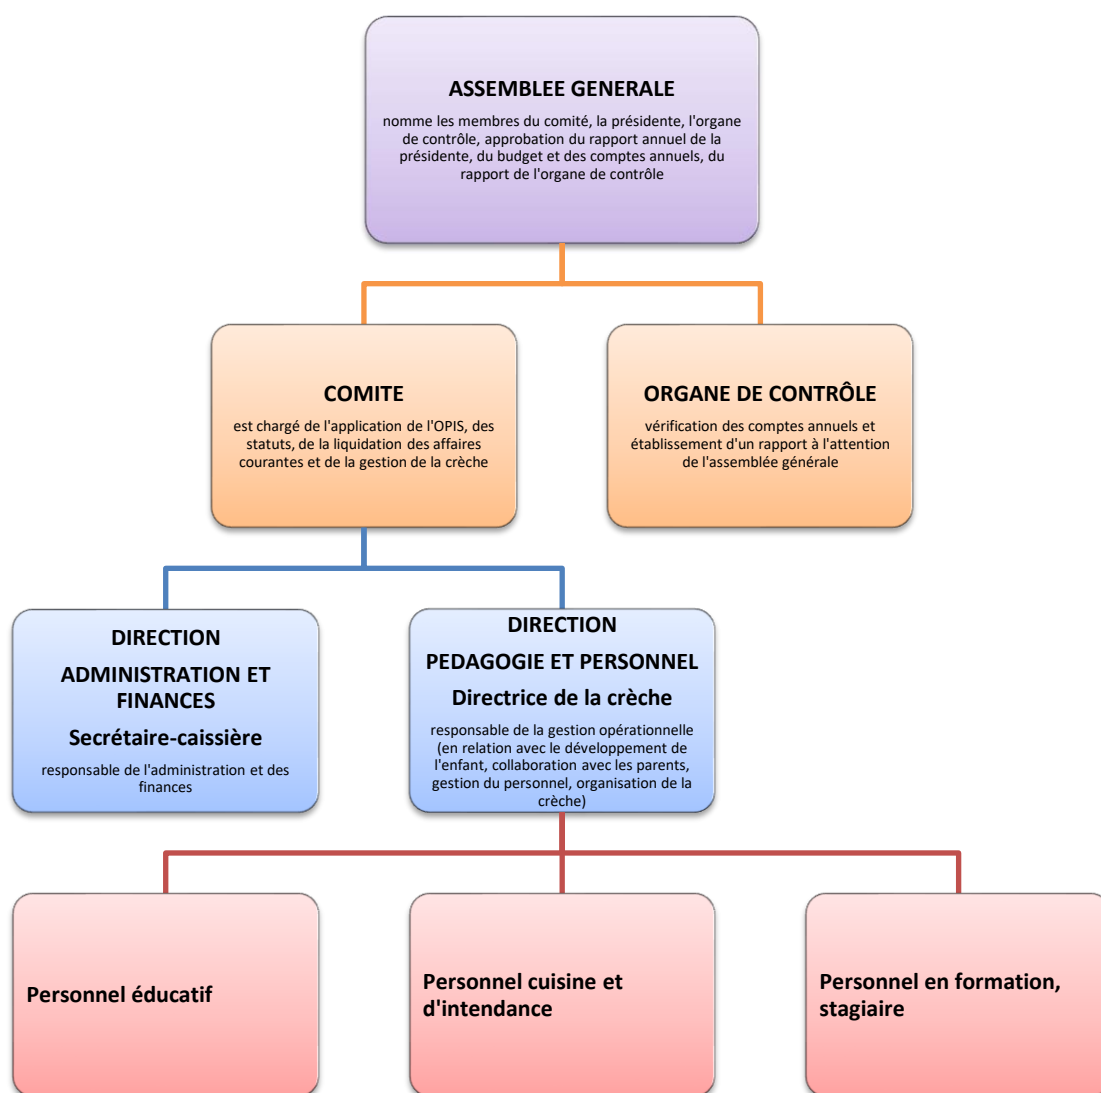 ASSEMBLEE GENERALE
nomme les membres du comité, la présidente, l'organe
de contrôle, approbation du rapport annuel de la
présidente, du budget et des comptes annuels, du
rapport de l'organe de contrôle
COMITE
est chargé de l'application de l'OPIS, des
statuts, de la liquidation des affaires
courantes et de la gestion de la crèche
ORGANE DE CONTRÔLE
vérification des comptes annuels et
établissement d'un rapport à l'attention
de l'assemblée générale
DIRECTION
ADMINISTRATION ET
FINANCES
Secrétaire-caissière
responsable de l'administration et des
finances
DIRECTION
PEDAGOGIE ET PERSONNEL
Directrice de la crèche
responsable de la gestion opérationnelle
(en relation avec le développement de
l'enfant, collaboration avec les parents,
gestion du personnel, organisation de la
crèche)
Personnel éducatif
Personnel cuisine et
d'intendance
Personnel en formation,
stagiaire